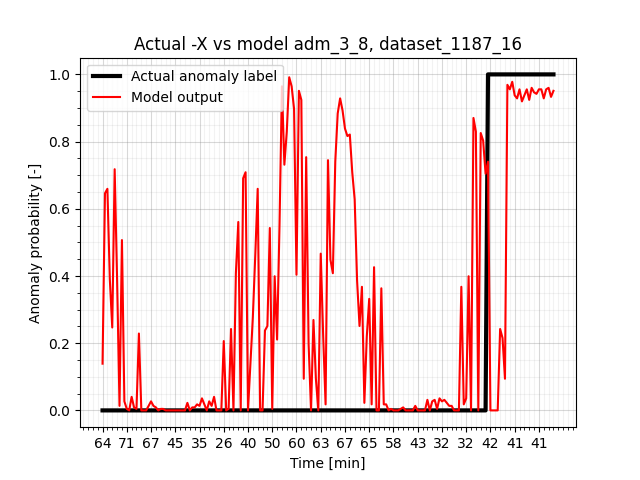 Actual -X vs model adm_3_8, dataset_1187_16
Actual anomaly label
Model output
Anomaly probability [-]
1.0
0.8
0.6
0.4
0.2
0.0
64 71 67 45 35 26 40 50 60 63 67 65 58 43 32 32 42 41 41
Time [min]